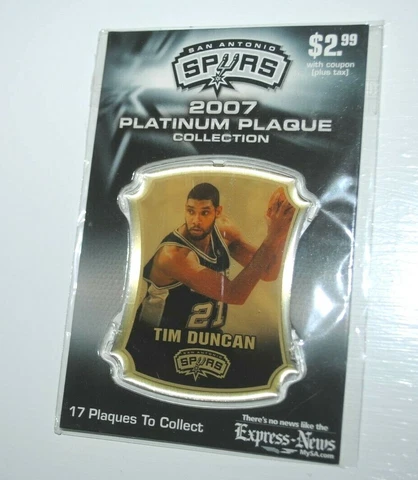 SAN ANTONIO
SPURS
$2.99
with coupon
(plus tax)
2007
PLATINUM PLAQUE
COLLECTION
21
TIM DUNCAN
SAN ANTONIO
SPURS
17 Plaques To Collect
There's no news like the
Express-News
MySA.com